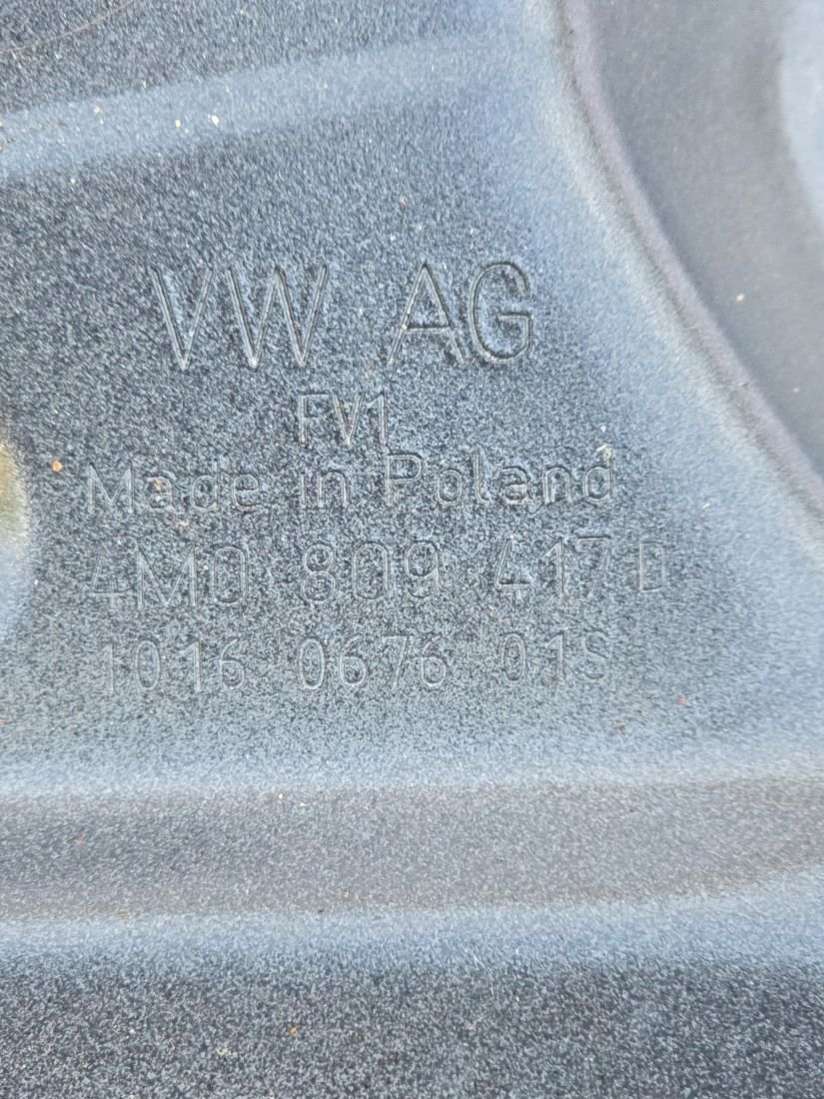 VW AG
FV1
Made in Poland
4M0 809 417 D
1016 0676 01S